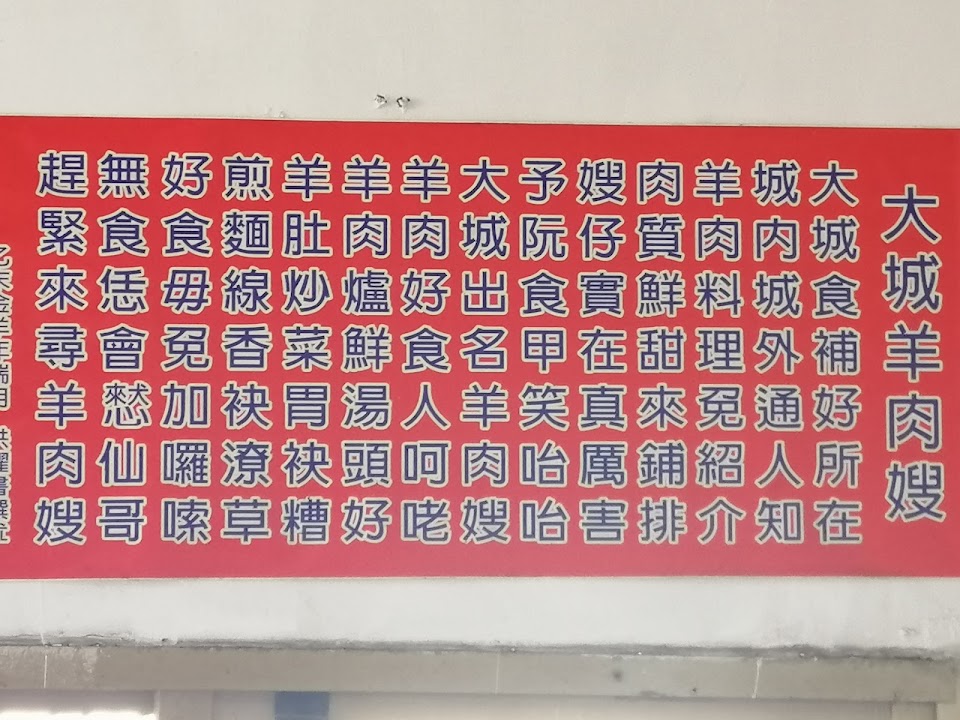 大城羊肉嫂
大城食補好所在
城內城外通人知
羊肉料理免紹介
肉質鮮甜來鋪排
嫂仔實在真厲害
予阮食甲笑咍咍
大城出名羊肉嫂
羊肉好食人呵咾
羊肉爐鮮湯頭好
羊肚炒菜胃袂糟
煎麵線香袂潦草
好食毋免加囉嗦
無食恁會憖仙哥
趕緊來尋羊肉嫂